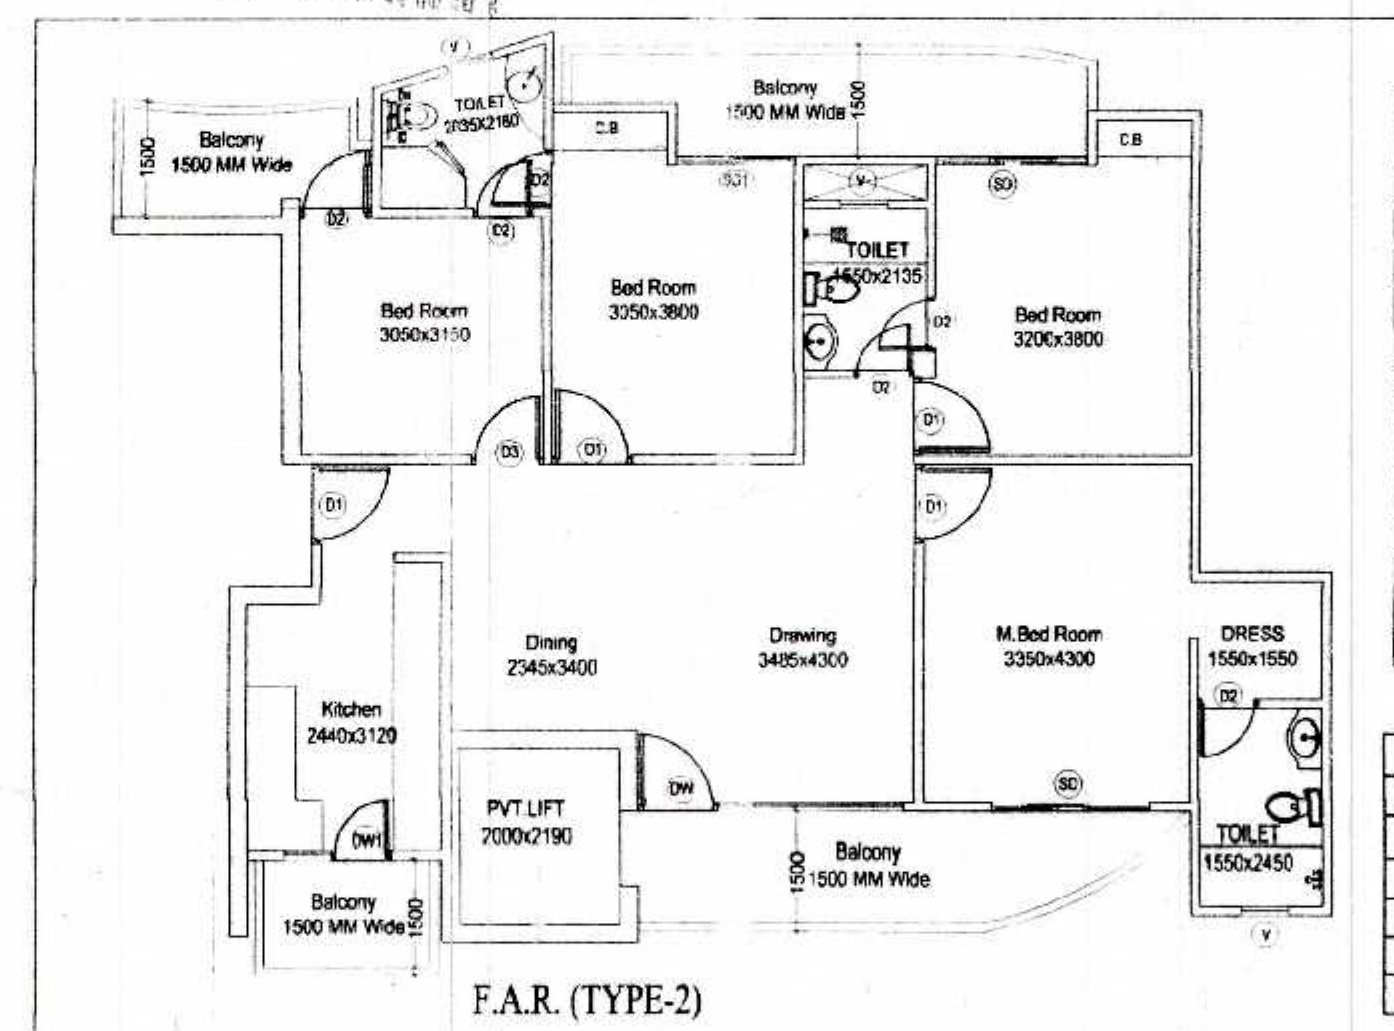 V
TOILET
2035x2180
Balcony
1500 MM Wide
1500
Balcony
1500 MM Wide
1500
C.B
C.B
D2
D2
D2
SD1
V
SD
TOILET
1550x2135
Bed Room
3050x3150
Bed Room
3050x3800
Bed Room
3200x3800
D2
D2
D3
D1
D1
D1
D1
Dining
2345x3400
Drawing
3485x4300
M.Bed Room
3350x4300
DRESS
1550x1550
D2
Kitchen
2440x3120
PVT.LIFT
2000x2190
DW
DW1
SD
TOILET
1550x2450
Balcony
1500 MM Wide
1500
Balcony
1500 MM Wide
1500
V
F.A.R. (TYPE-2)